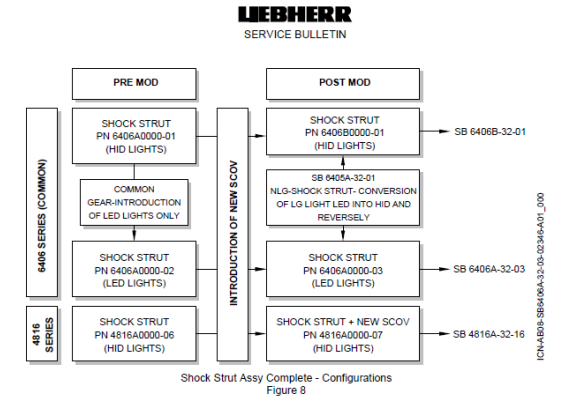 LIEBHERR
SERVICE BULLETIN
PRE MOD
POST MOD
6406 SERIES (COMMON)
SHOCK STRUT
PN 6406A0000-01
(HID LIGHTS)
COMMON
GEAR-INTRODUCTION
OF LED LIGHTS ONLY
SHOCK STRUT
PN 6406A0000-02
(LED LIGHTS)
4816
SERIES
SHOCK STRUT
PN 4816A0000-06
(HID LIGHTS)
INTRODUCTION OF NEW SCOV
SHOCK STRUT
PN 6406B0000-01
(HID LIGHTS)
SB 6406B-32-01
SB 6405A-32-01
NLG-SHOCK STRUT- CONVERSION
OF LG LIGHT LED INTO HID AND
REVERSELY
SHOCK STRUT
PN 6406A0000-03
(LED LIGHTS)
SB 6406A-32-03
SHOCK STRUT + NEW SCOV
PN 4816A0000-07
(HID LIGHTS)
SB 4816A-32-16
ICN-AB08-SB6406A-32-03-02346-A01_000
Shock Strut Assy Complete - Configurations
Figure 8